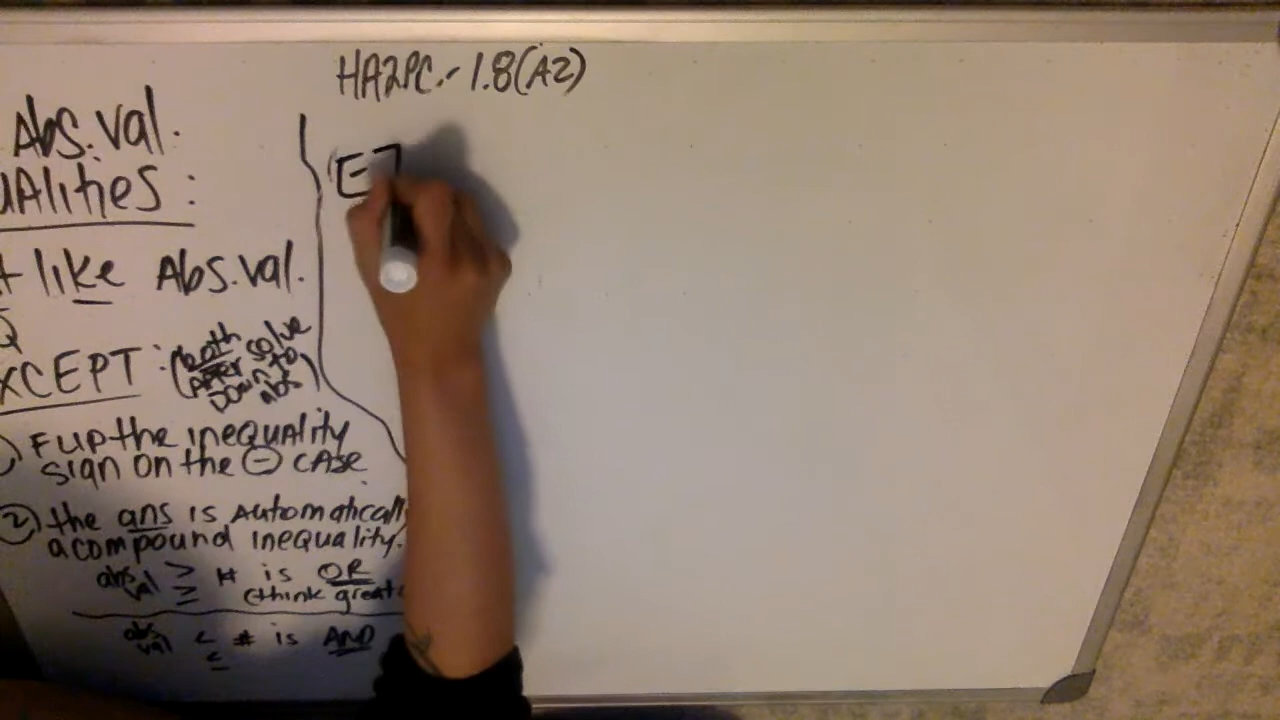 HA2PC - 1.8(A2)
Abs. val.
UALities:
like Abs. val.
XCEPT: (both
AFter solve
DOWN to
abs)
FLIP the inequality
sign on the ⊖ CASE
2) the ans is Automaticall
a compound inequality.
abs val > ≥ # is OR
(think great
abs val < ≤ # is AND
E7